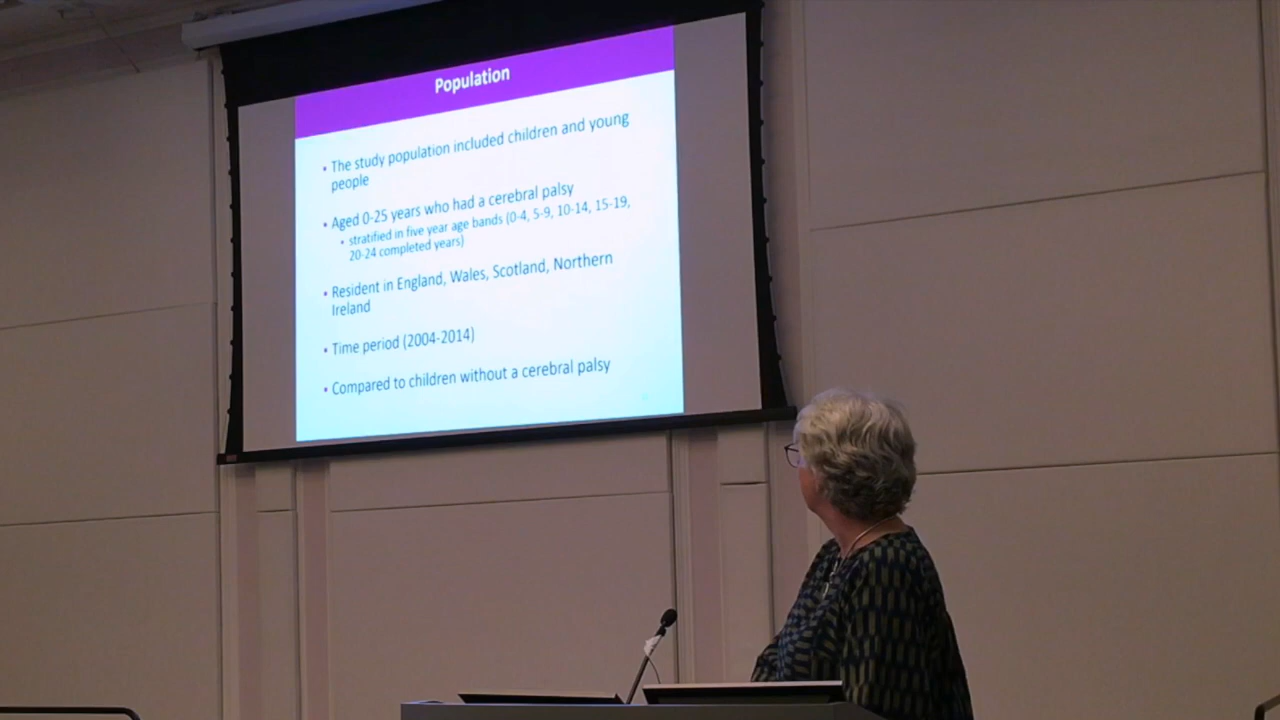 Population
• The study population included children and young
people
• Aged 0-25 years who had a cerebral palsy
• stratified in five year age bands (0-4, 5-9, 10-14, 15-19,
20-24 completed years)
• Resident in England, Wales, Scotland, Northern
Ireland
• Time period (2004-2014)
• Compared to children without a cerebral palsy